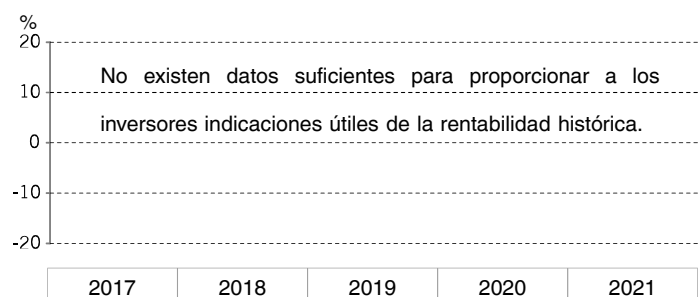 %
20
No existen datos suficientes para proporcionar a los
10
inversores indicaciones útiles de la rentabilidad histórica.
0
-10
-20
2017 2018 2019 2020 2021